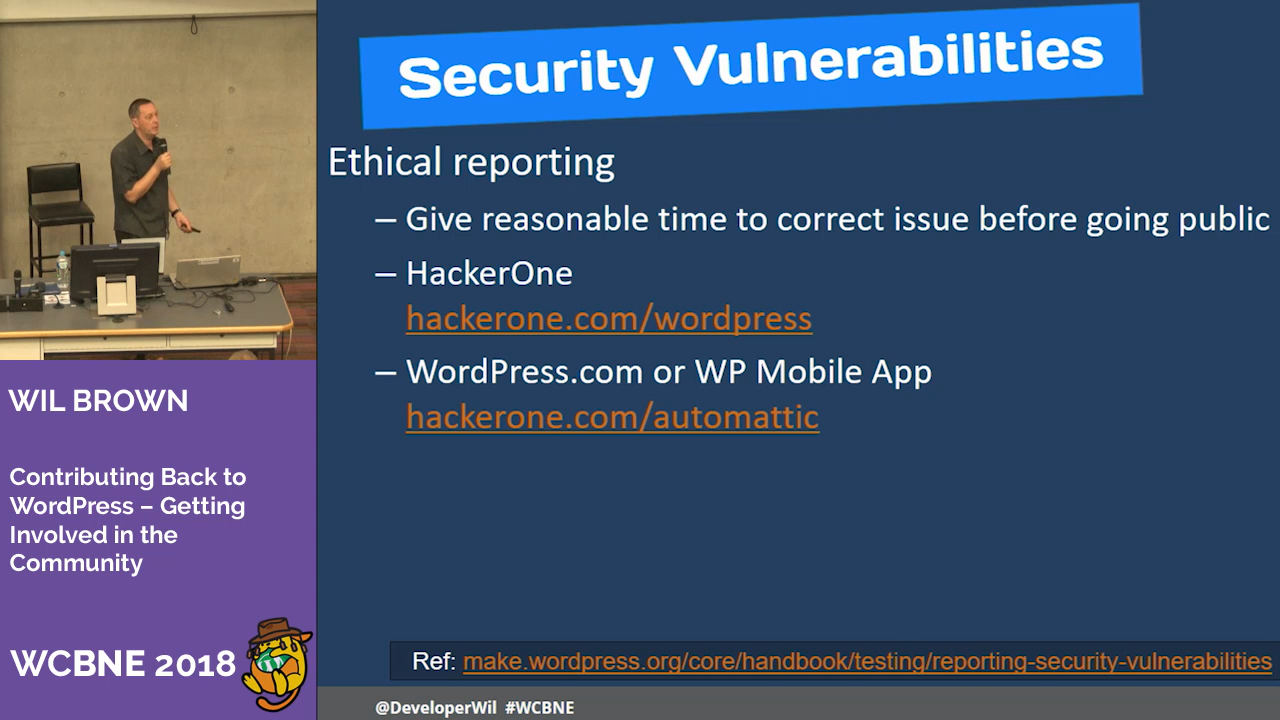 Security Vulnerabilities
Ethical reporting
– Give reasonable time to correct issue before going public
– HackerOne
hackerone.com/wordpress
– WordPress.com or WP Mobile App
hackerone.com/automattic
Ref: make.wordpress.org/core/handbook/testing/reporting-security-vulnerabilities
@DeveloperWil #WCBNE
WIL BROWN
Contributing Back to
WordPress – Getting
Involved in the
Community
WCBNE 2018